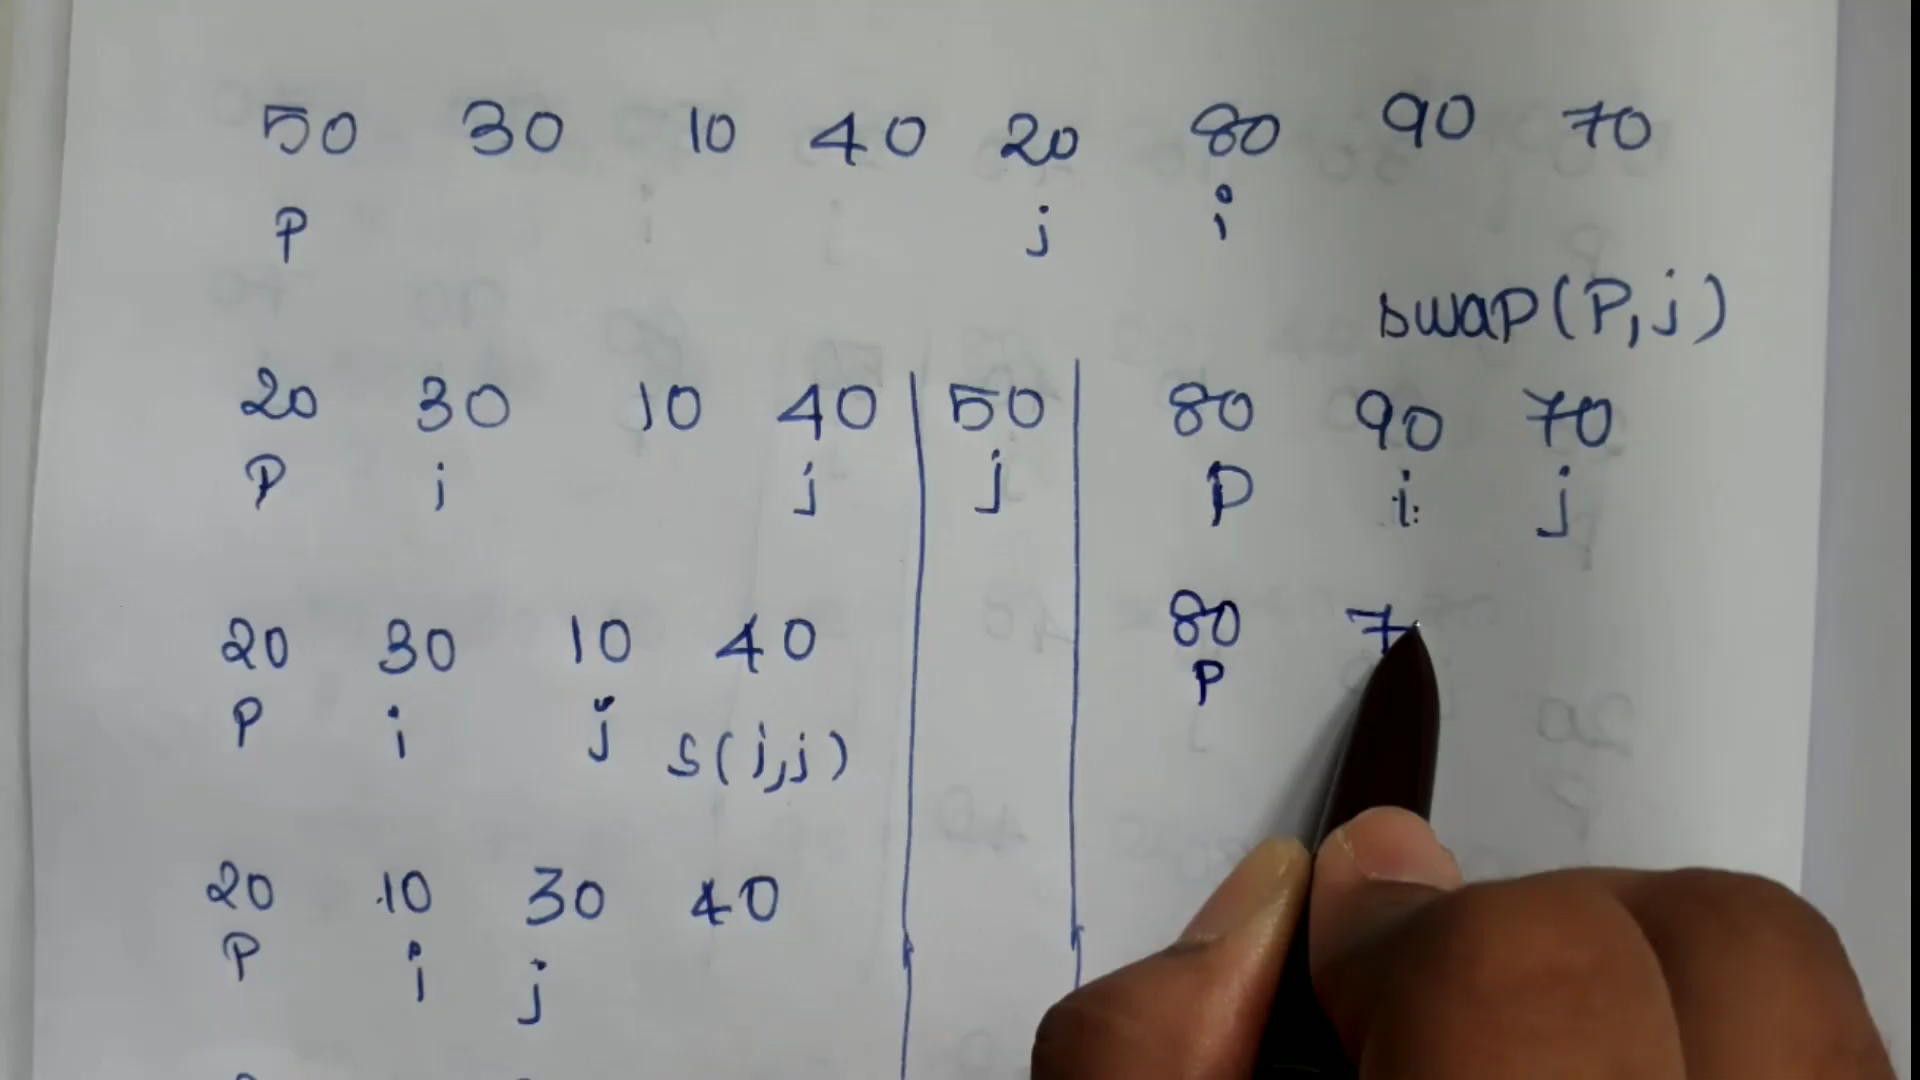 50 30 10 40 20 80 90 70
P j i
swap(P,j)
20 30 10 40 50 80 90 70
P i j j P i j
20 30 10 40 80 7
P i j S(i,j) P
20 10 30 40
P i j